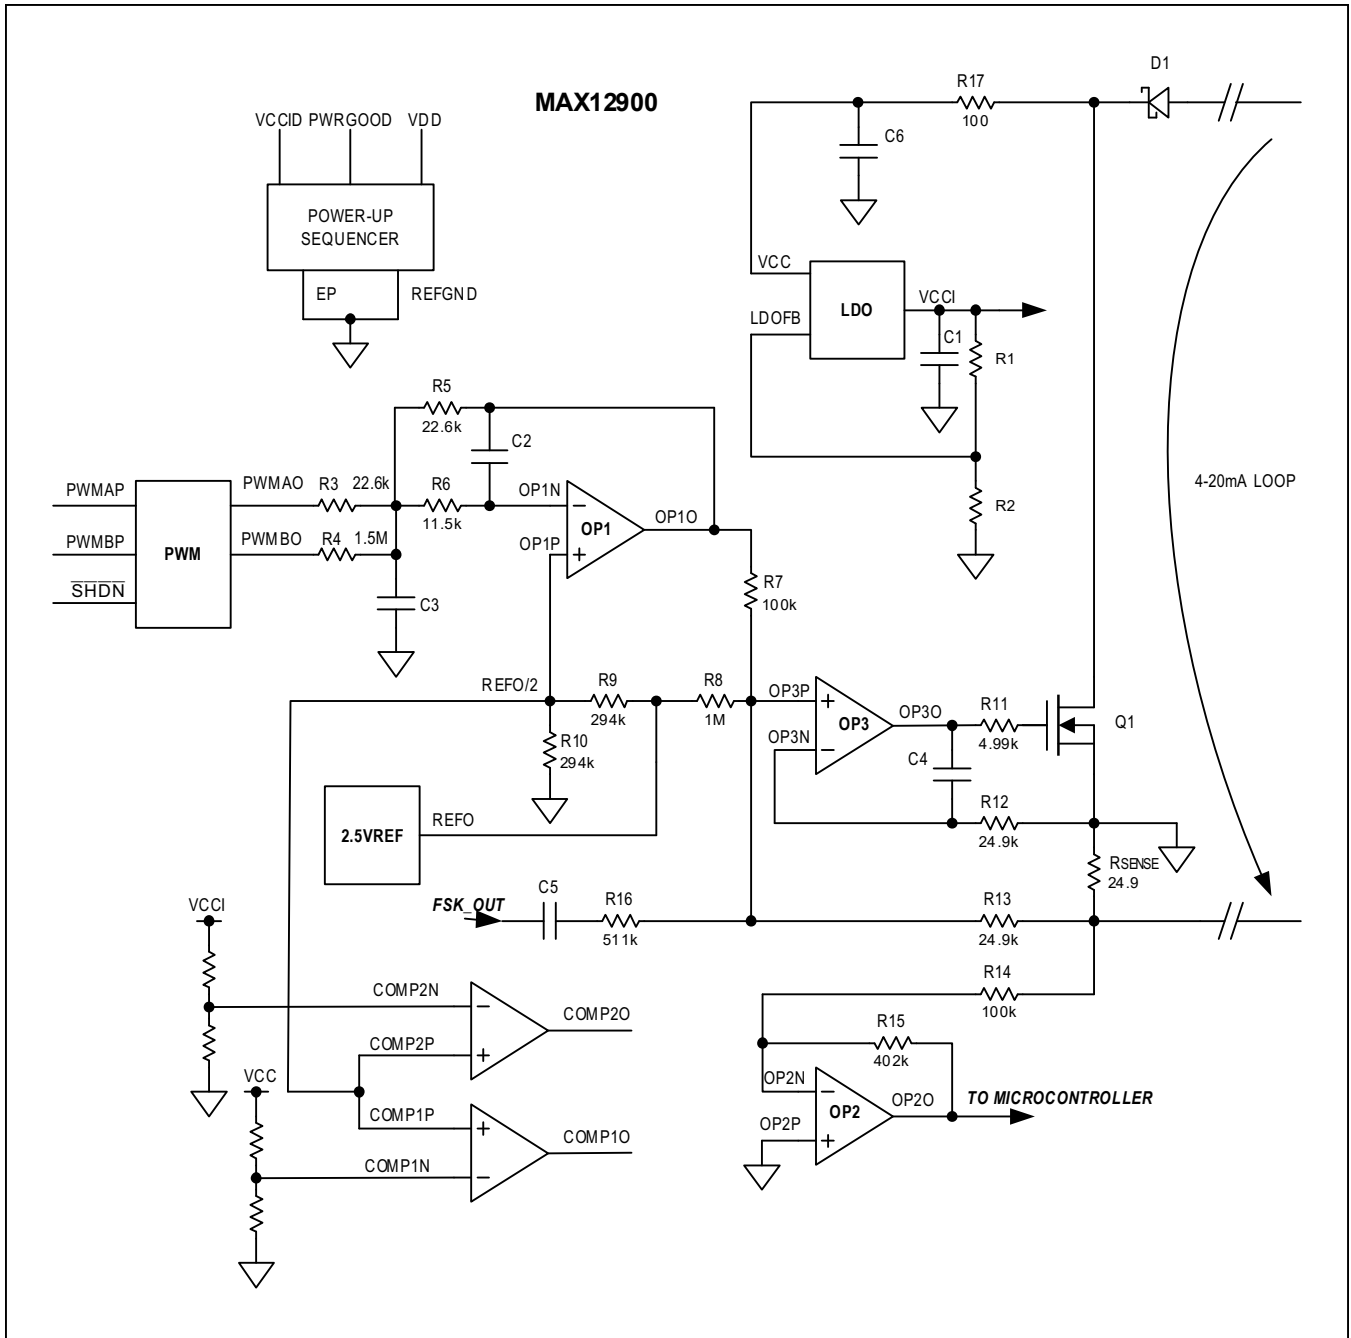 MAX12900
D1
R17
100
C6
VCCID PWRGOOD VDD
POWER-UP
SEQUENCER
EP
REFGND
VCC
LDOFB
LDO
VCCI
C1
R1
R2
4-20mA LOOP
R5
22.6k
C2
PWMAP
PWMBP
SHDN
PWM
PWMAO
R3
22.6k
PWMBO
R4
1.5M
R6
11.5k
C3
OP1N
OP1P
OP1
OP1O
R7
100k
REFO/2
R9
294k
R8
1M
R10
294k
OP3P
OP3N
OP3
OP3O
R11
4.99k
Q1
C4
R12
24.9k
2.5VREF
REFO
RSENSE
24.9
FSK_OUT
C5
R16
511k
R13
24.9k
R14
100k
R15
402k
VCCI
COMP2N
COMP2P
COMP2O
VCC
COMP1P
COMP1N
COMP1O
OP2N
OP2P
OP2
OP2O
TO MICROCONTROLLER